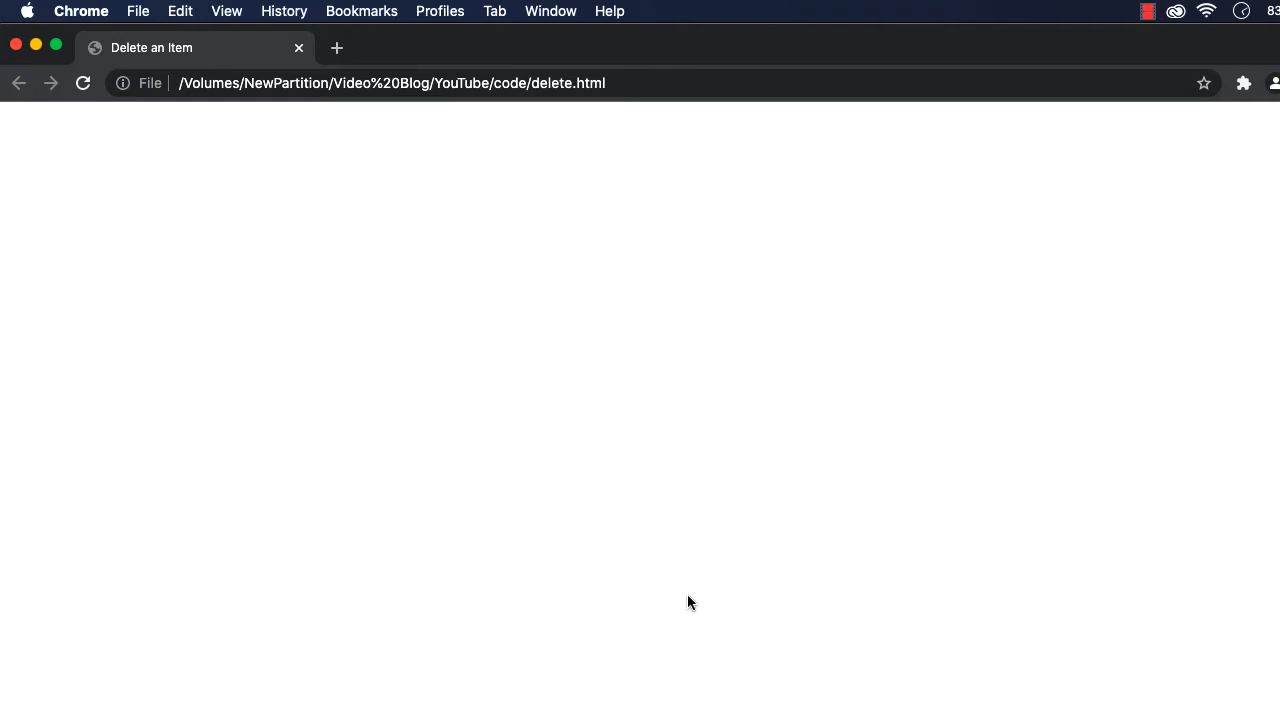 Chrome File Edit View History Bookmarks Profiles Tab Window Help 83
Delete an Item
File /Volumes/NewPartition/Video%20Blog/YouTube/code/delete.html